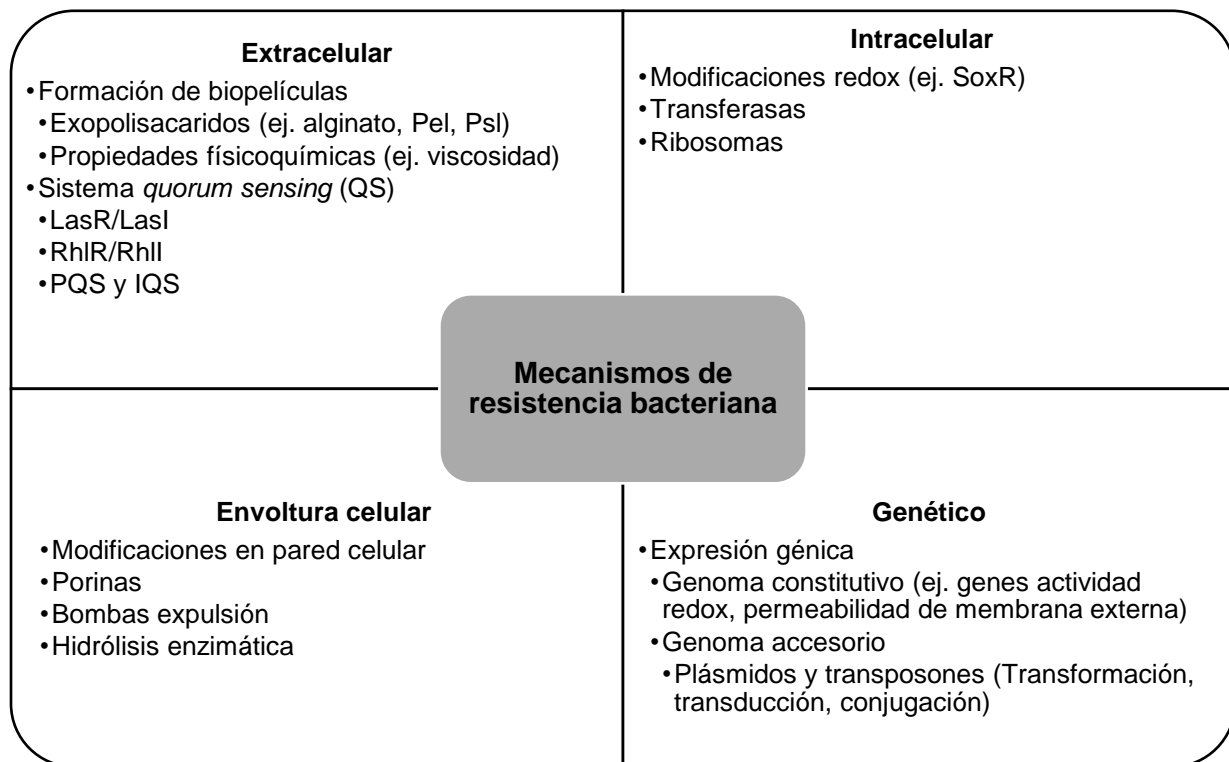 Extracelular
•Formación de biopelículas
•Exopolisacaridos (ej. alginato, Pel, Psl)
•Propiedades físicoquímicas (ej. viscosidad)
•Sistema quorum sensing (QS)
•LasR/LasI
•RhlR/RhlI
•PQS y IQS
Intracelular
•Modificaciones redox (ej. SoxR)
•Transferasas
•Ribosomas
Mecanismos de
resistencia bacteriana
Envoltura celular
•Modificaciones en pared celular
•Porinas
•Bombas expulsión
•Hidrólisis enzimática
Genético
•Expresión génica
•Genoma constitutivo (ej. genes actividad
redox, permeabilidad de membrana externa)
•Genoma accesorio
•Plásmidos y transposones (Transformación,
transducción, conjugación)